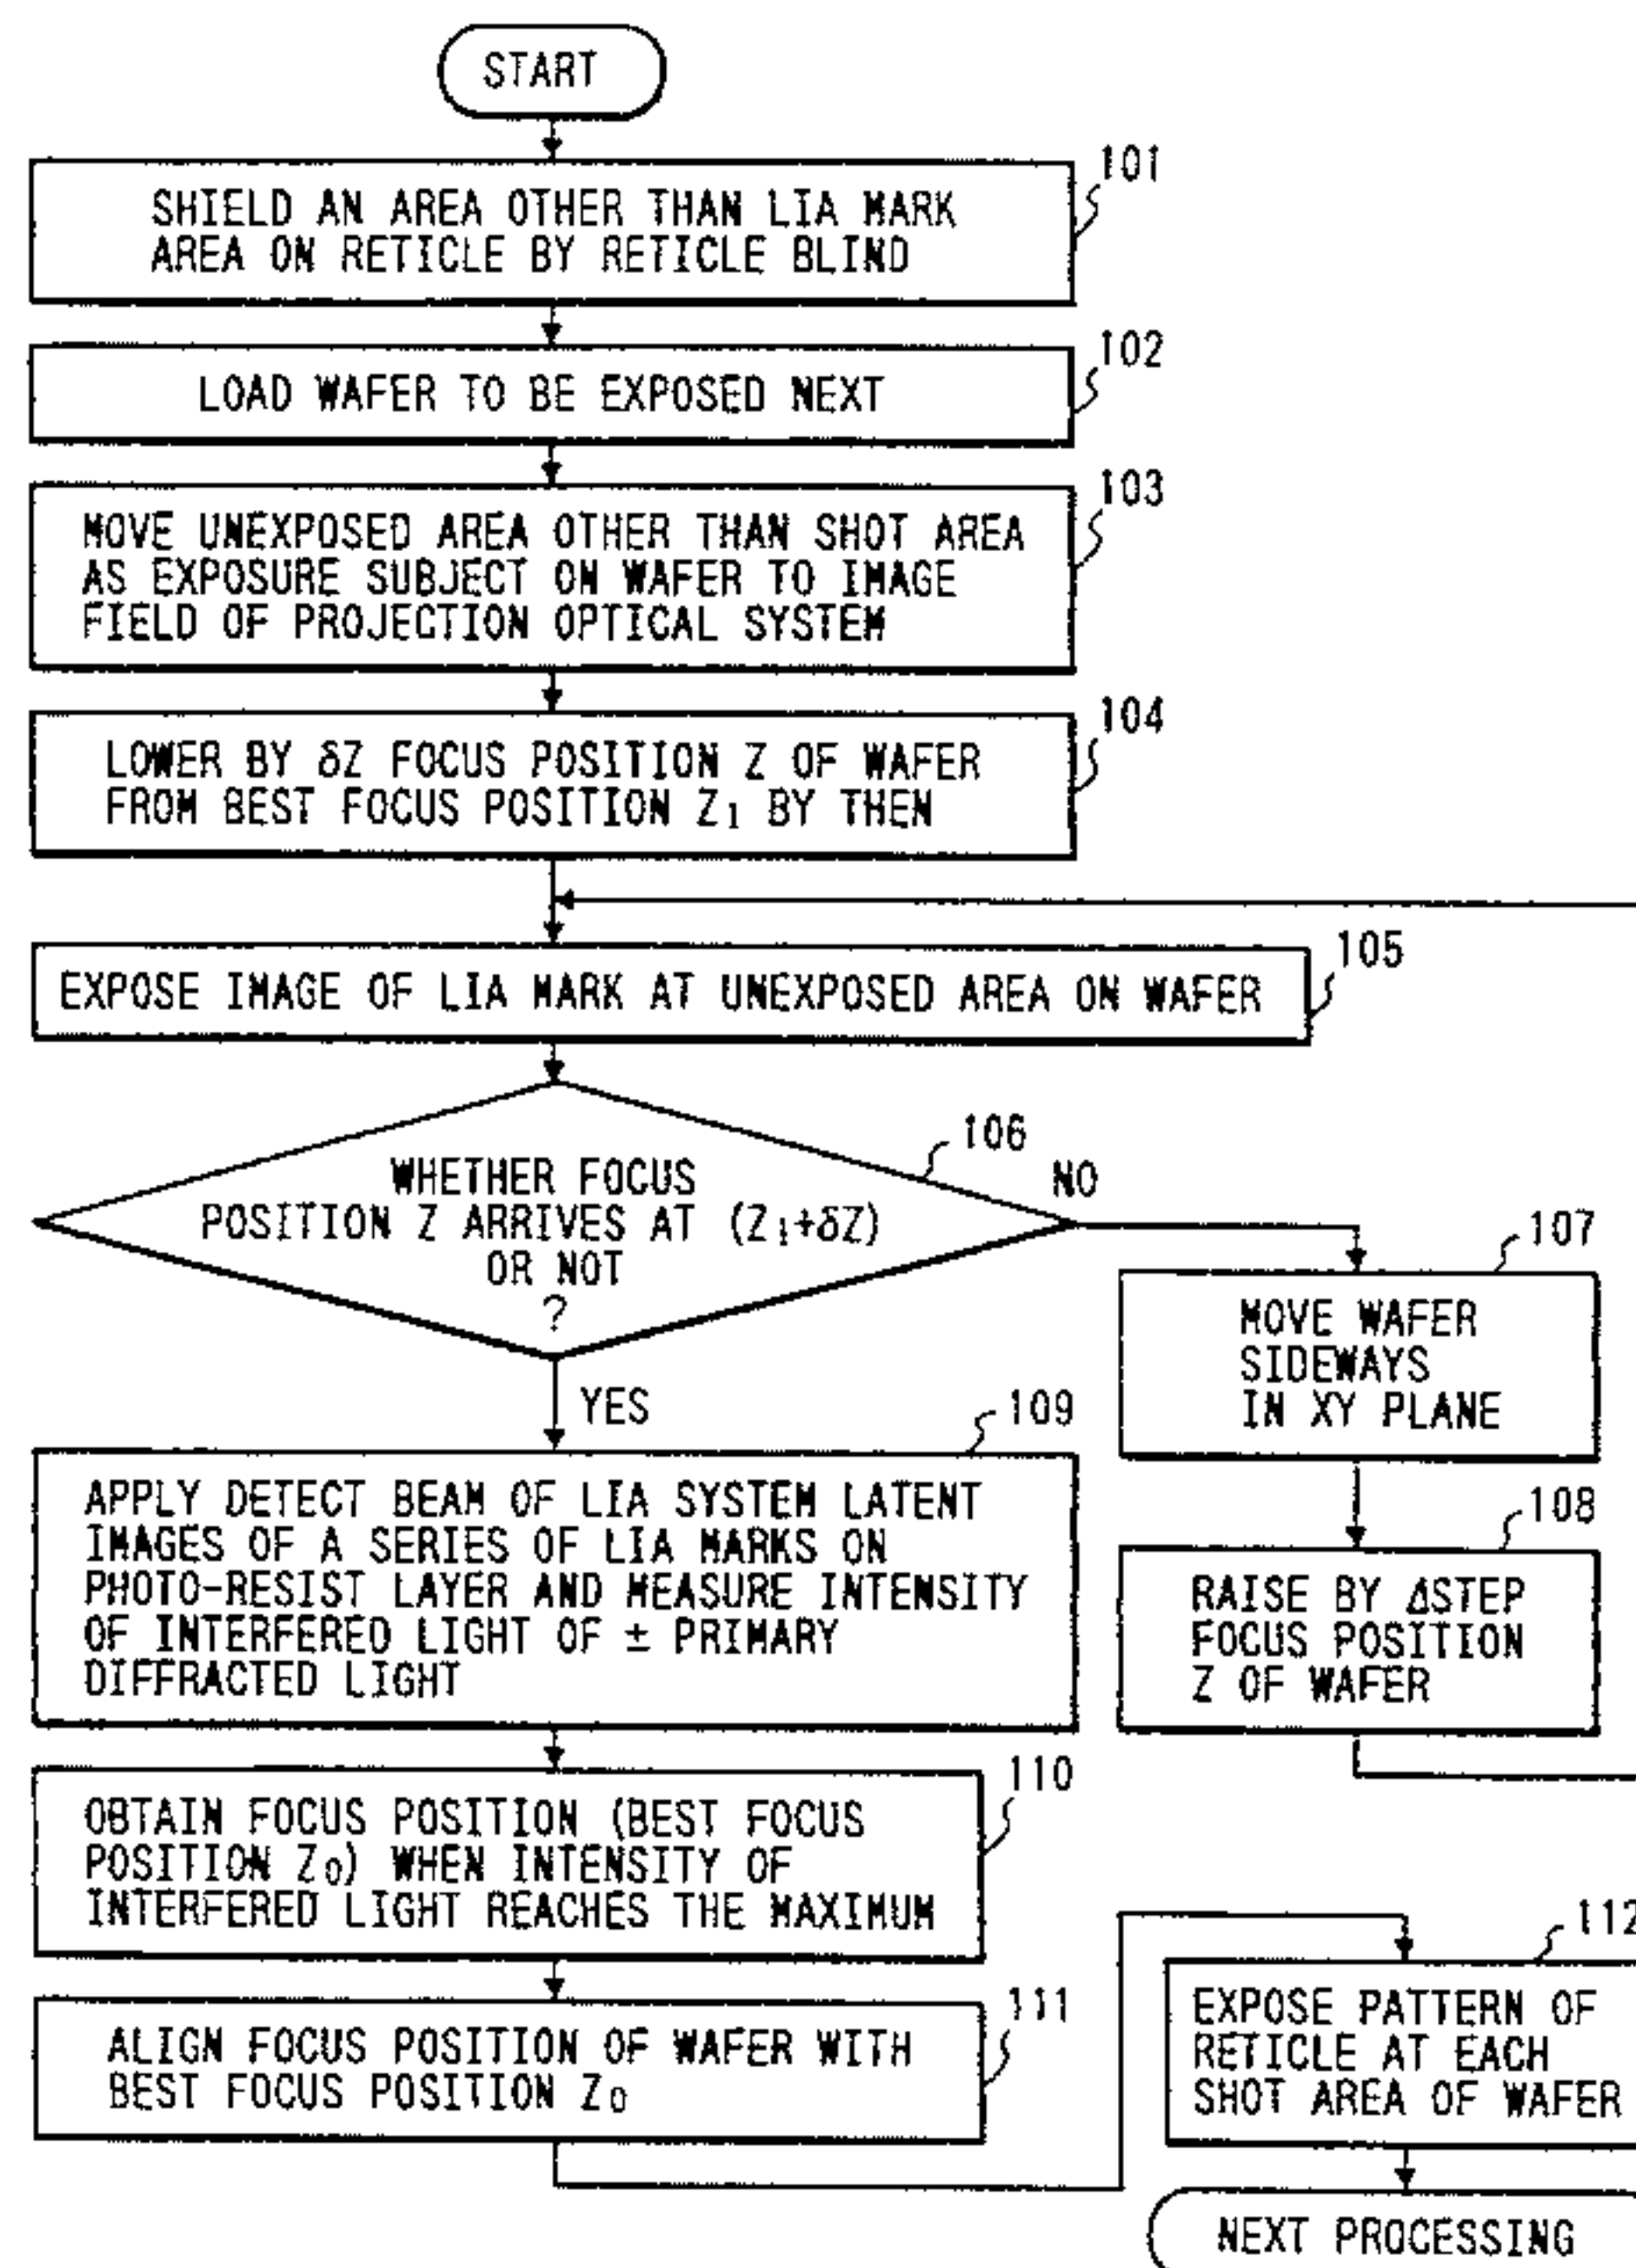 START
101
SHIELD AN AREA OTHER THAN LIA MARK
AREA ON RETICLE BY RETICLE BLIND
102
LOAD WAFER TO BE EXPOSED NEXT
103
MOVE UNEXPOSED AREA OTHER THAN SHOT AREA
AS EXPOSURE SUBJECT ON WAFER TO IMAGE
FIELD OF PROJECTION OPTICAL SYSTEM
104
LOWER BY δZ FOCUS POSITION Z OF WAFER
FROM BEST FOCUS POSITION Z₁ BY THEN
105
EXPOSE IMAGE OF LIA MARK AT UNEXPOSED AREA ON WAFER
106
WHETHER FOCUS
POSITION Z ARRIVES AT (Z₁+δZ)
OR NOT
?
NO
YES
107
MOVE WAFER
SIDEWAYS
IN XY PLANE
108
RAISE BY ΔSTEP
FOCUS POSITION
Z OF WAFER
109
APPLY DETECT BEAM OF LIA SYSTEM LATENT
IMAGES OF A SERIES OF LIA MARKS ON
PHOTO-RESIST LAYER AND MEASURE INTENSITY
OF INTERFERED LIGHT OF ± PRIMARY
DIFFRACTED LIGHT
110
OBTAIN FOCUS POSITION (BEST FOCUS
POSITION Z₀) WHEN INTENSITY OF
INTERFERED LIGHT REACHES THE MAXIMUM
111
ALIGN FOCUS POSITION OF WAFER WITH
BEST FOCUS POSITION Z₀
112
EXPOSE PATTERN OF
RETICLE AT EACH
SHOT AREA OF WAFER
NEXT PROCESSING